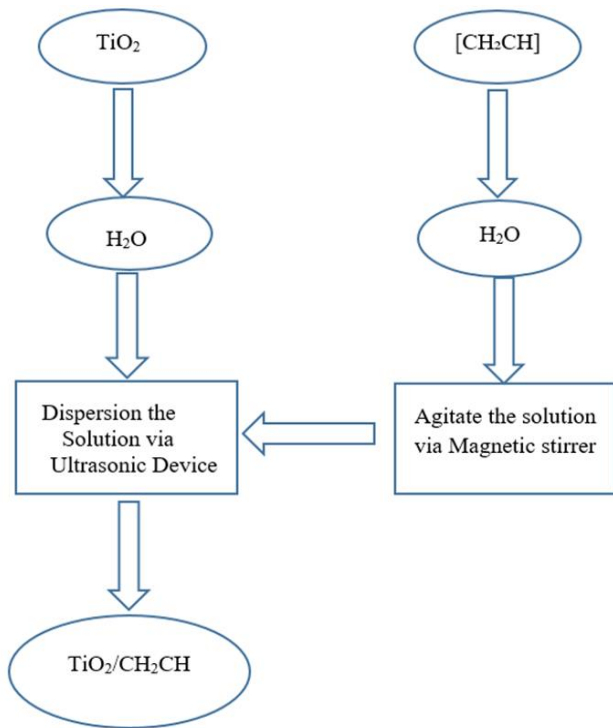 TiO₂
[CH₂CH]
H₂O
H₂O
Dispersion the
Solution via
Ultrasonic Device
Agitate the solution
via Magnetic stirrer
TiO₂/CH₂CH